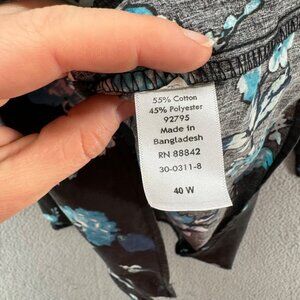 55% Cotton
45% Polyester
92795
Made in
Bangladesh
RN 88842
30-0311-8
40 W